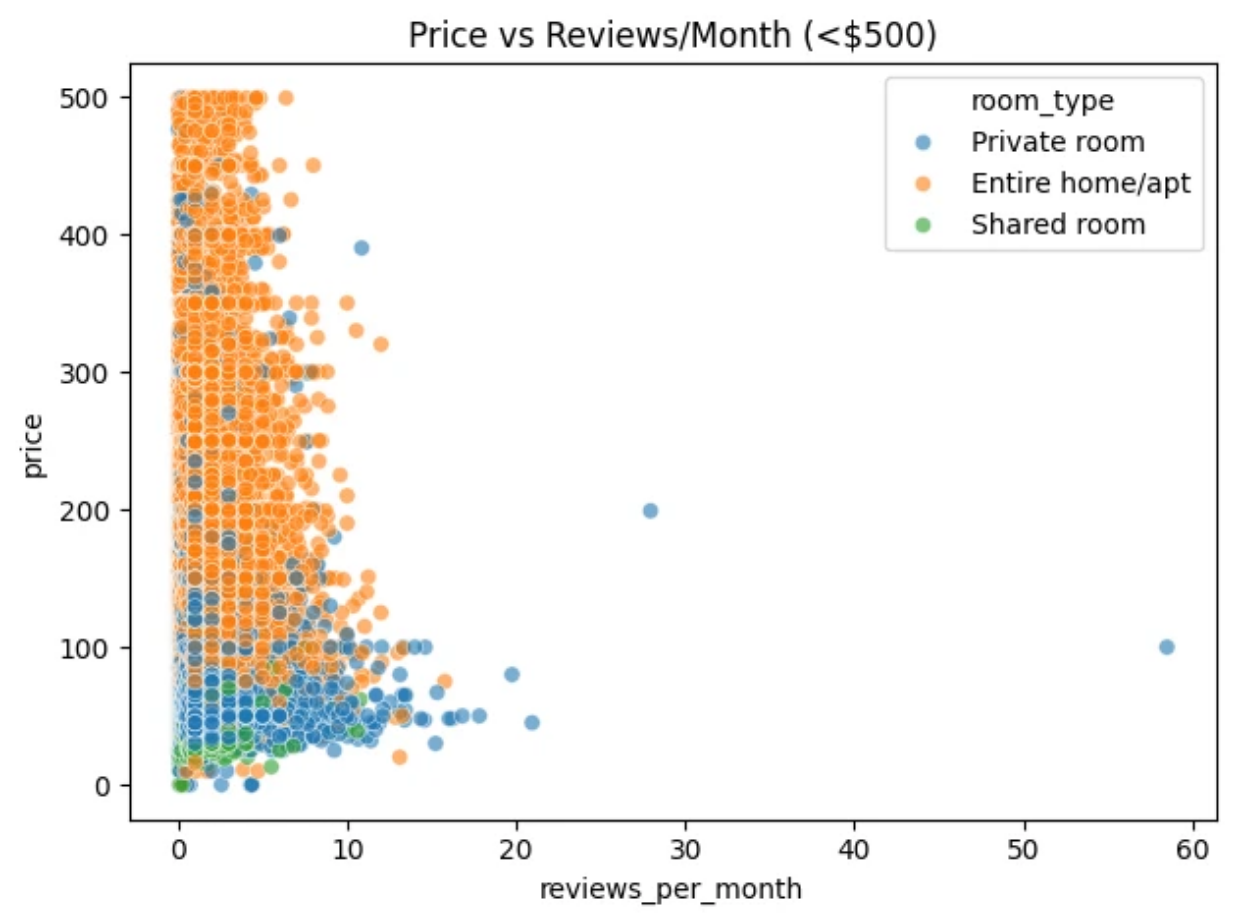 Price vs Reviews/Month (<$500)
room_type
Private room
Entire home/apt
Shared room
500
400
300
200
100
0
price
0 10 20 30 40 50 60
reviews_per_month